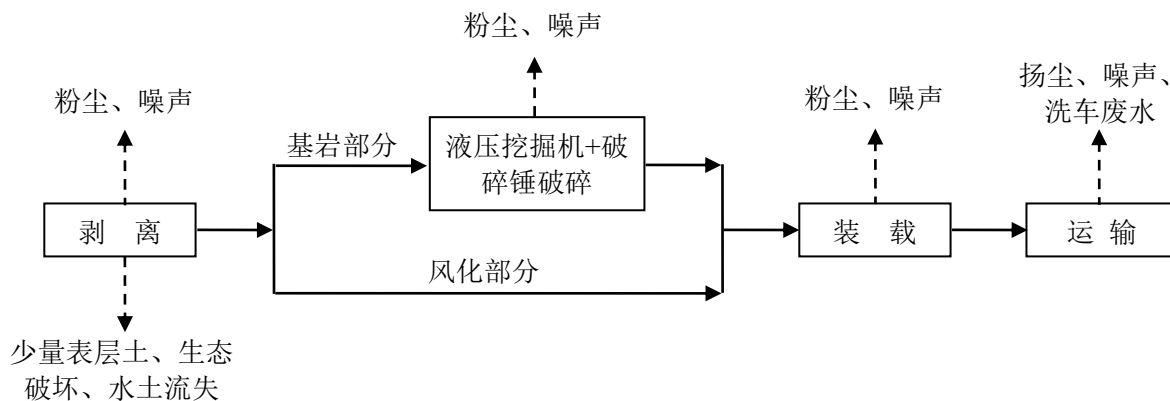 粉尘、噪声
扬尘、噪声、
洗车废水
粉尘、噪声
粉尘、噪声
基岩部分
液压挖掘机+破
碎锤破碎
剥 离
装 载
运 输
风化部分
少量表层土、生态
破坏、水土流失